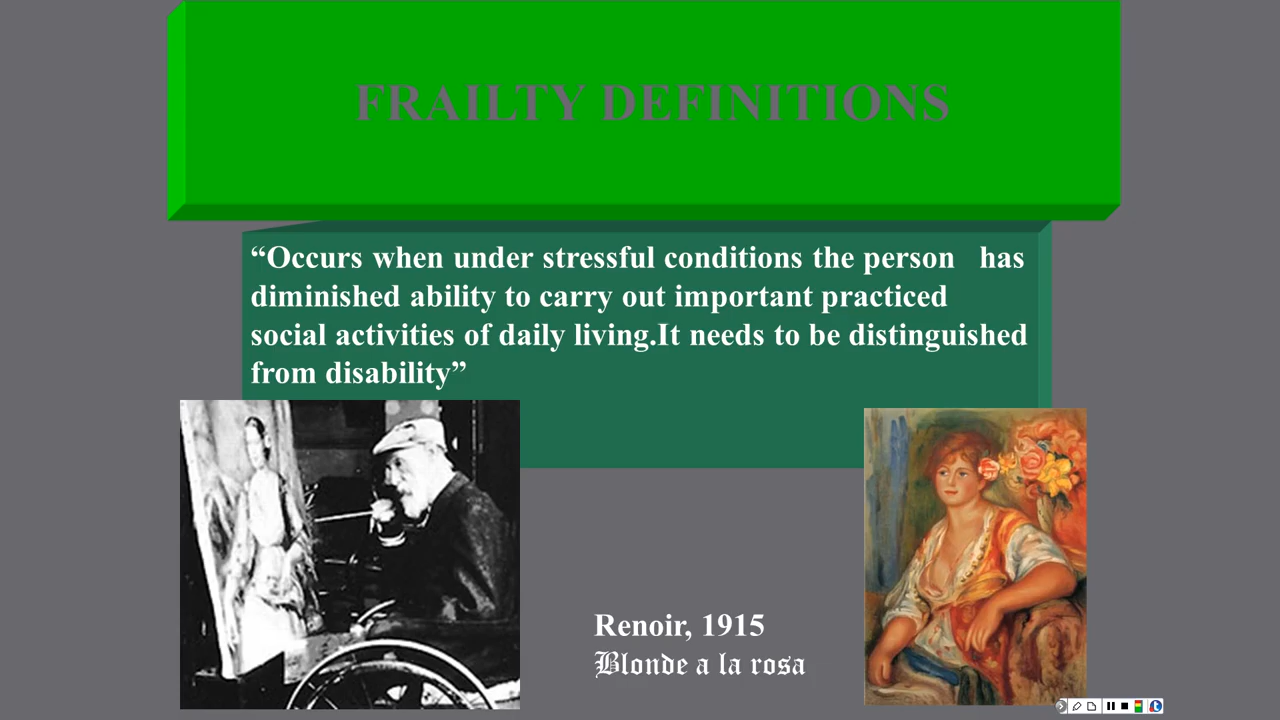 FRAILTY DEFINITIONS
“Occurs when under stressful conditions the person has
diminished ability to carry out important practiced
social activities of daily living.It needs to be distinguished
from disability”
Renoir, 1915
Blonde a la rosa